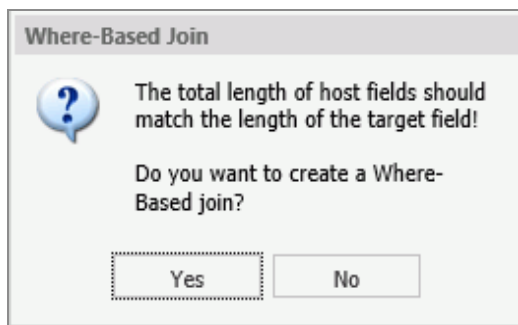 Where-Based Join
The total length of host fields should
match the length of the target field!
Do you want to create a Where-
Based join?
Yes
No